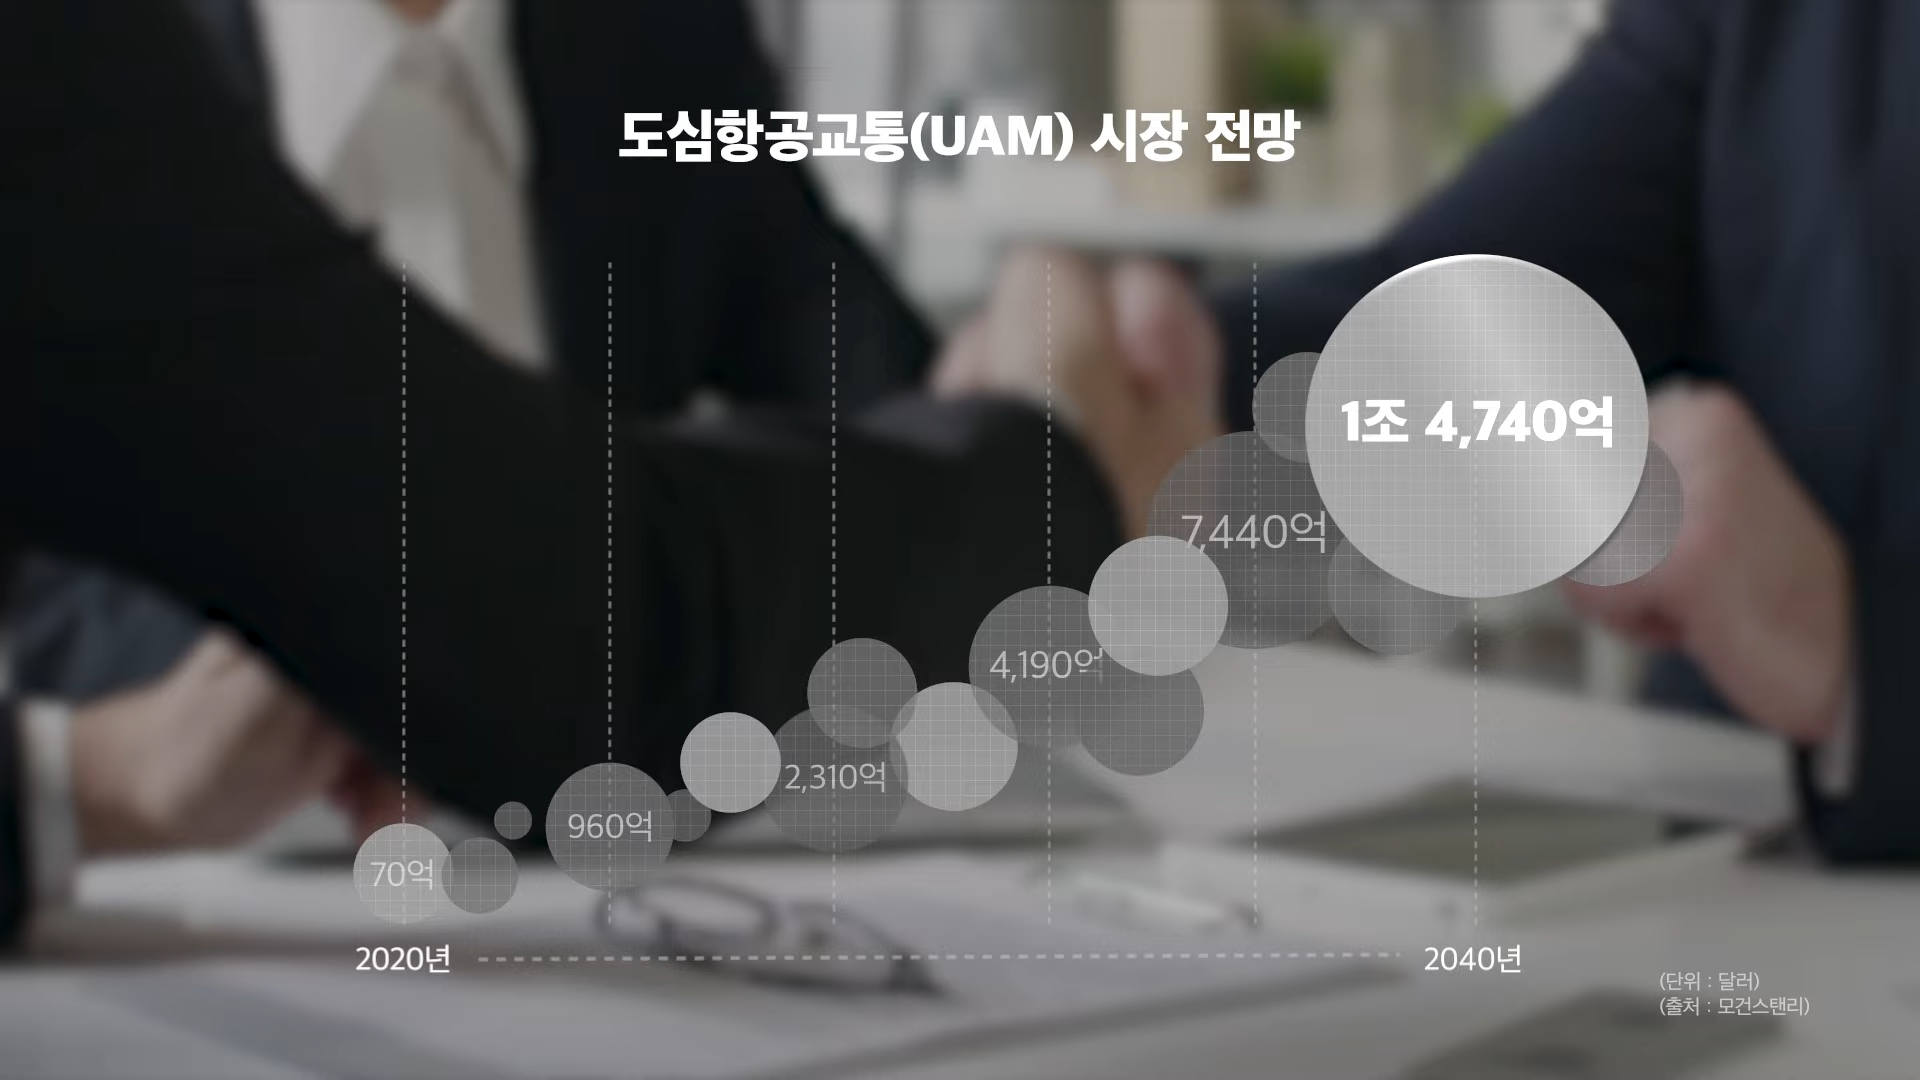 도심항공교통(UAM) 시장 전망
1조 4,740억
7,440억
4,190억
2,310억
960억
70억
2020년
2040년
(단위 : 달러)
(출처 : 모건스탠리)